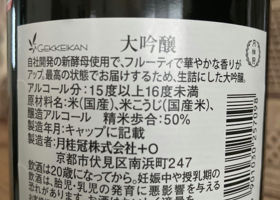 GEKKEIKAN
大吟醸
自社開発の新酵母使用で、フルーティで華やかな香りが
アップ。最高の状態でお届けするため、生詰にした大吟醸。
アルコール分:15度以上16度未満
原材料名:米(国産)、米こうじ(国産米)、
醸造アルコール 精米歩合:50%
製造年月:キャップに記載
製造者:月桂冠株式会社+O
京都市伏見区南浜町247
飲酒は20歳になってから。妊娠中や授乳期の
飲酒は、胎児・乳児の発育に悪影響を与える